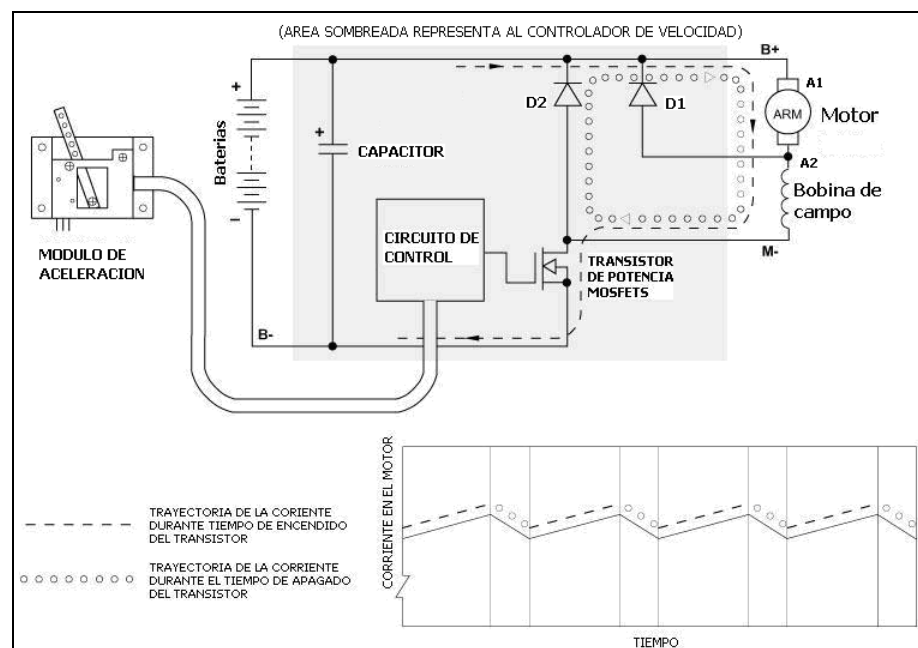 (AREA SOMBREADA REPRESENTA AL CONTROLADOR DE VELOCIDAD)
B+
A1
ARM
Motor
A2
Bobina de
campo
M-
D2
D1
+
Baterias
−
+
CAPACITOR
CIRCUITO DE
CONTROL
TRANSISTOR
DE POTENCIA
MOSFETS
B-
MODULO DE
ACELERACION
TRAYECTORIA DE LA CORIENTE
DURANTE TIEMPO DE ENCENDIDO
DEL TRANSISTOR
TRAYECTORIA DE LA CORRIENTE
DURANTE EL TIEMPO DE APAGADO
DEL TRANSISTOR
CORRIENTE EN EL MOTOR
TIEMPO